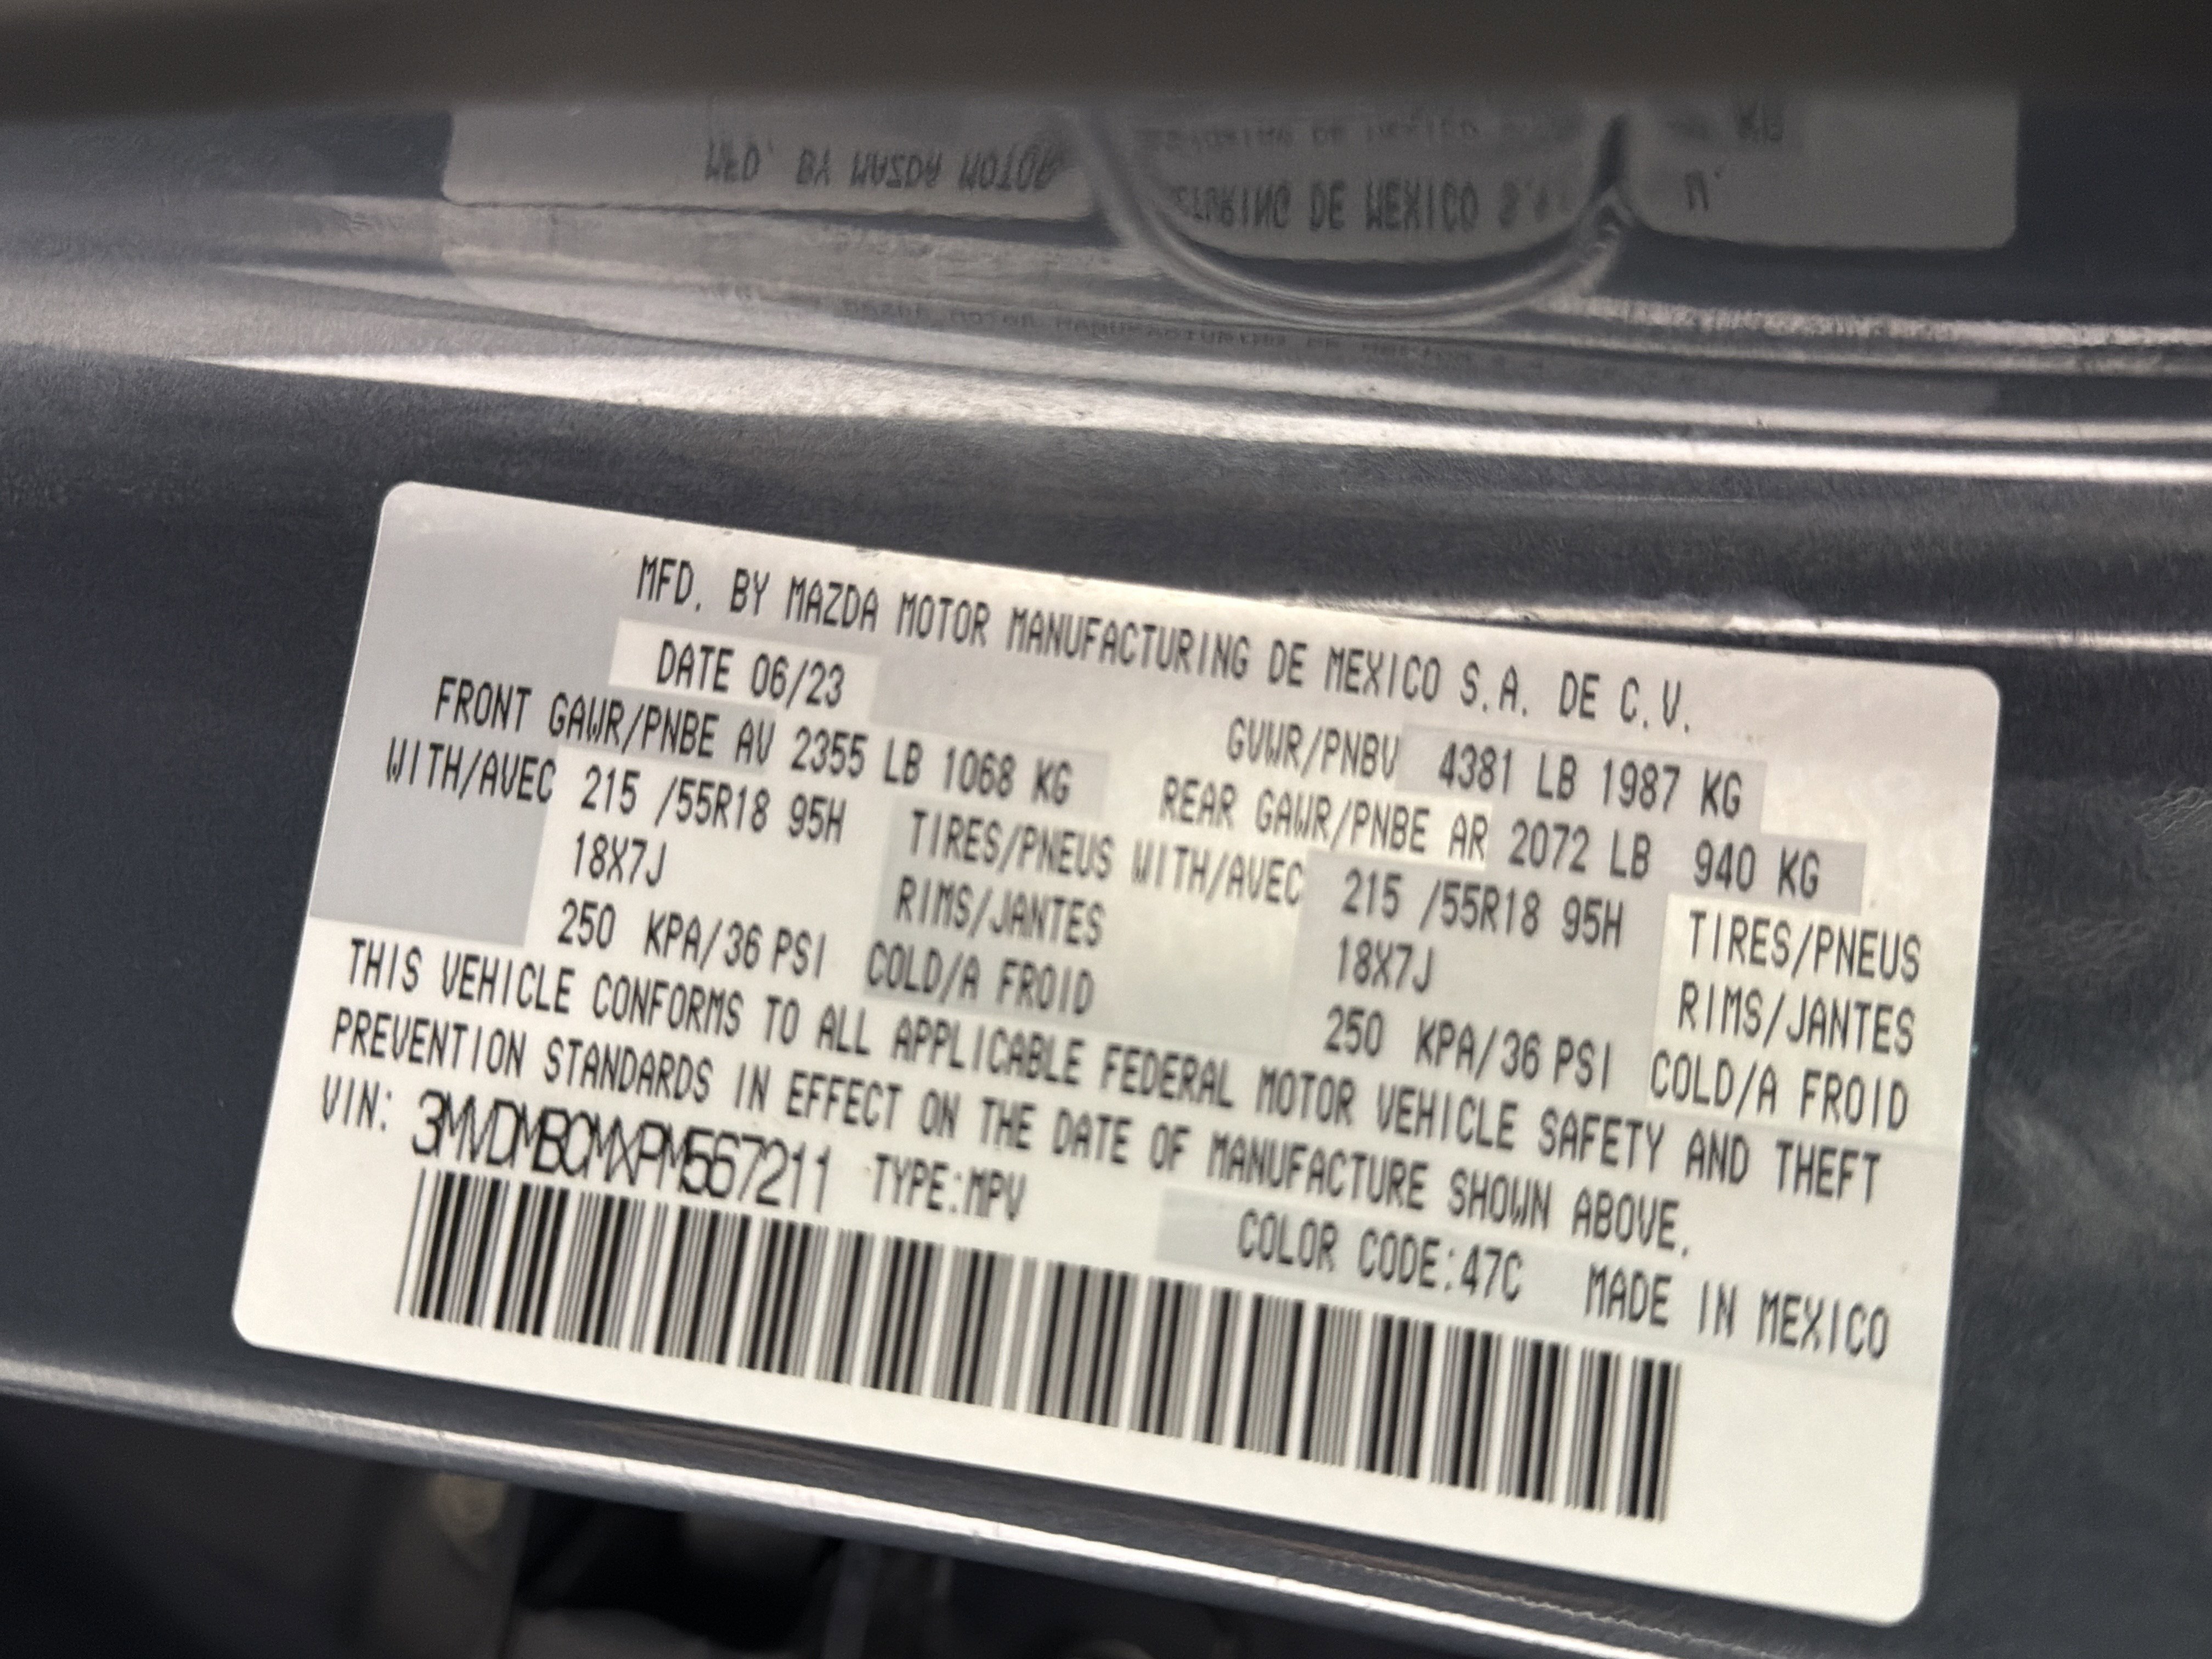 MFD. BY MAZDA MOTOR MANUFACTURING DE MEXICO S.A. DE C.V.
DATE 06/23 GVWR/PNBV 4381 LB 1987 KG
FRONT GAWR/PNBE AV 2355 LB 1068 KG REAR GAWR/PNBE AR 2072 LB 940 KG
WITH/AVEC 215 /55R18 95H TIRES/PNEUS WITH/AVEC 215 /55R18 95H TIRES/PNEUS
18X7J RIMS/JANTES 18X7J RIMS/JANTES
250 KPA/36 PSI COLD/A FROID 250 KPA/36 PSI COLD/A FROID
THIS VEHICLE CONFORMS TO ALL APPLICABLE FEDERAL MOTOR VEHICLE SAFETY AND THEFT
PREVENTION STANDARDS IN EFFECT ON THE DATE OF MANUFACTURE SHOWN ABOVE.
VIN: 3MVDMBCMXPM567211 TYPE:MPV COLOR CODE:47C MADE IN MEXICO